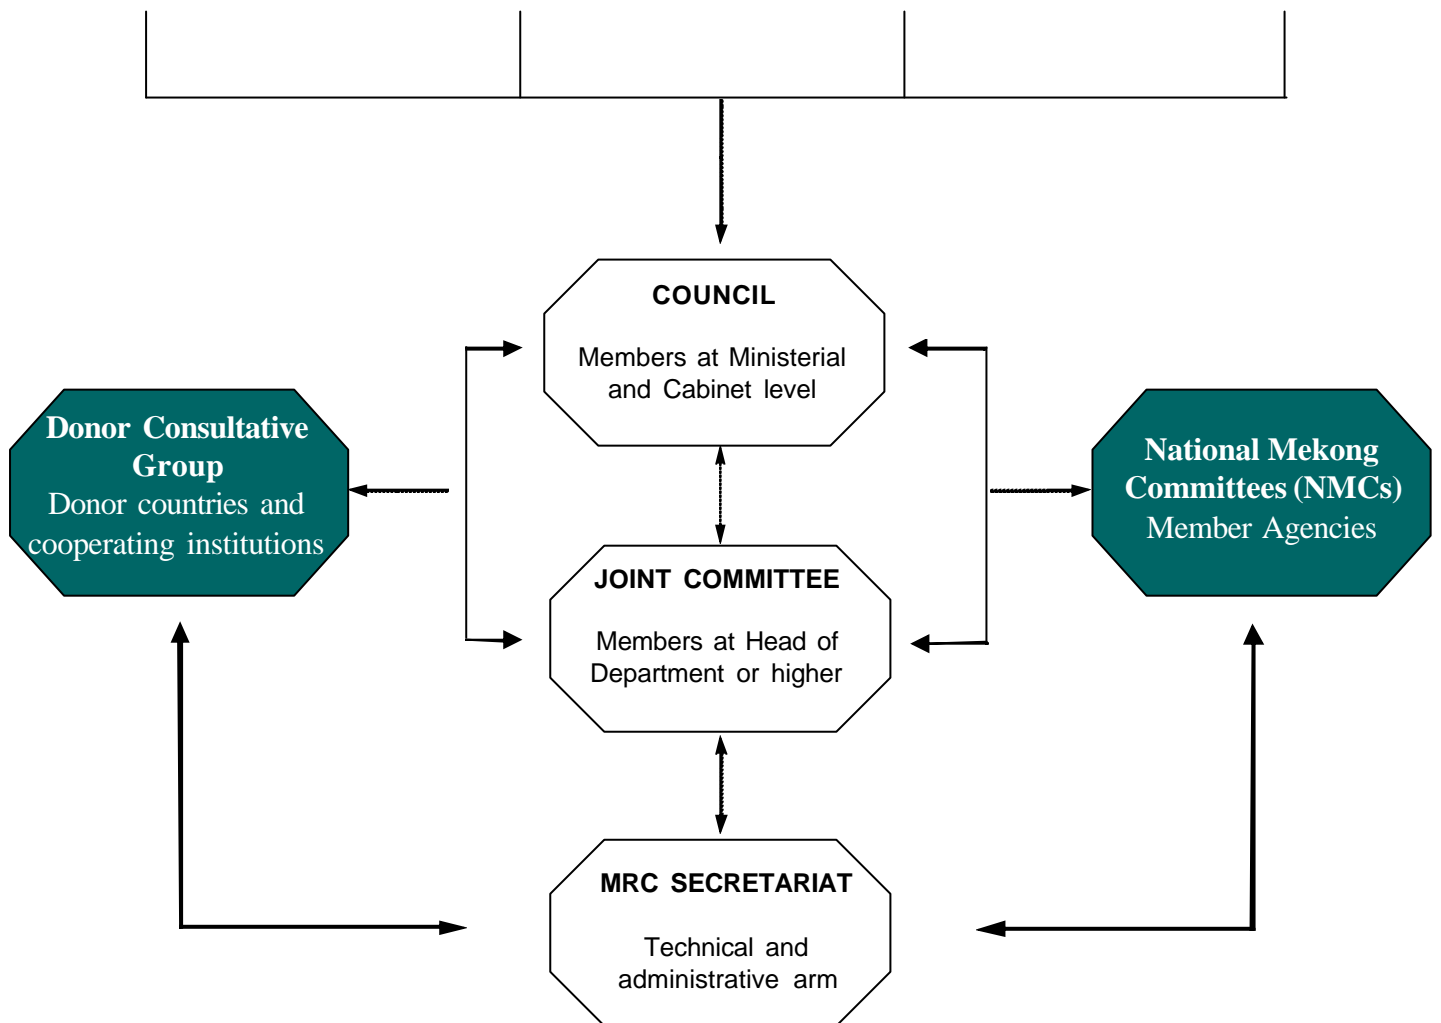 COUNCIL
Members at Ministerial
and Cabinet level
Donor Consultative
Group
Donor countries and
cooperating institutions
National Mekong
Committees (NMCs)
Member Agencies
JOINT COMMITTEE
Members at Head of
Department or higher
MRC SECRETARIAT
Technical and
administrative arm